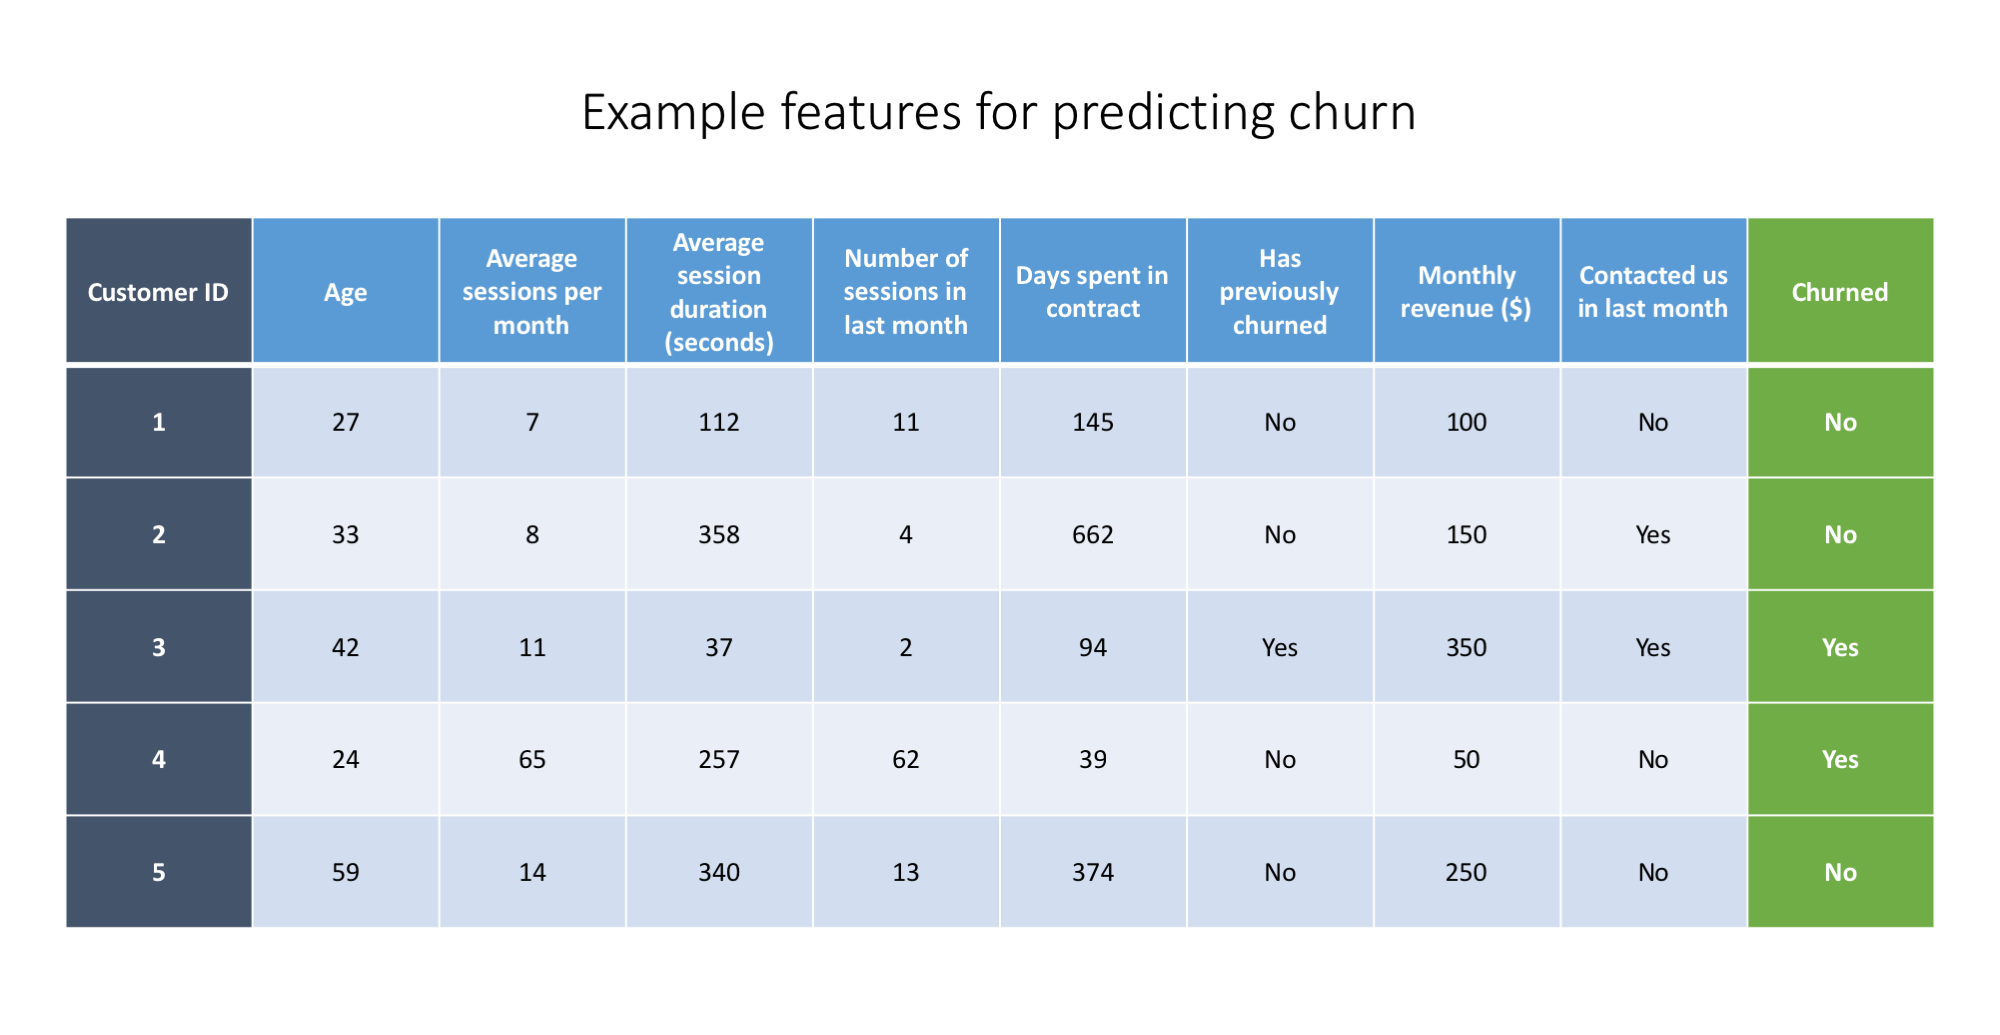 Example features for predicting churn
Customer ID
Age
Average
sessions per
month
Average
session
duration
(seconds)
Number of
sessions in
last month
Days spent in
contract
Has
previously
churned
Monthly
revenue ($)
Contacted us
in last month
Churned
1 27 7 112 11 145 No 100 No No
2 33 8 358 4 662 No 150 Yes No
3 42 11 37 2 94 Yes 350 Yes Yes
4 24 65 257 62 39 No 50 No Yes
5 59 14 340 13 374 No 250 No No